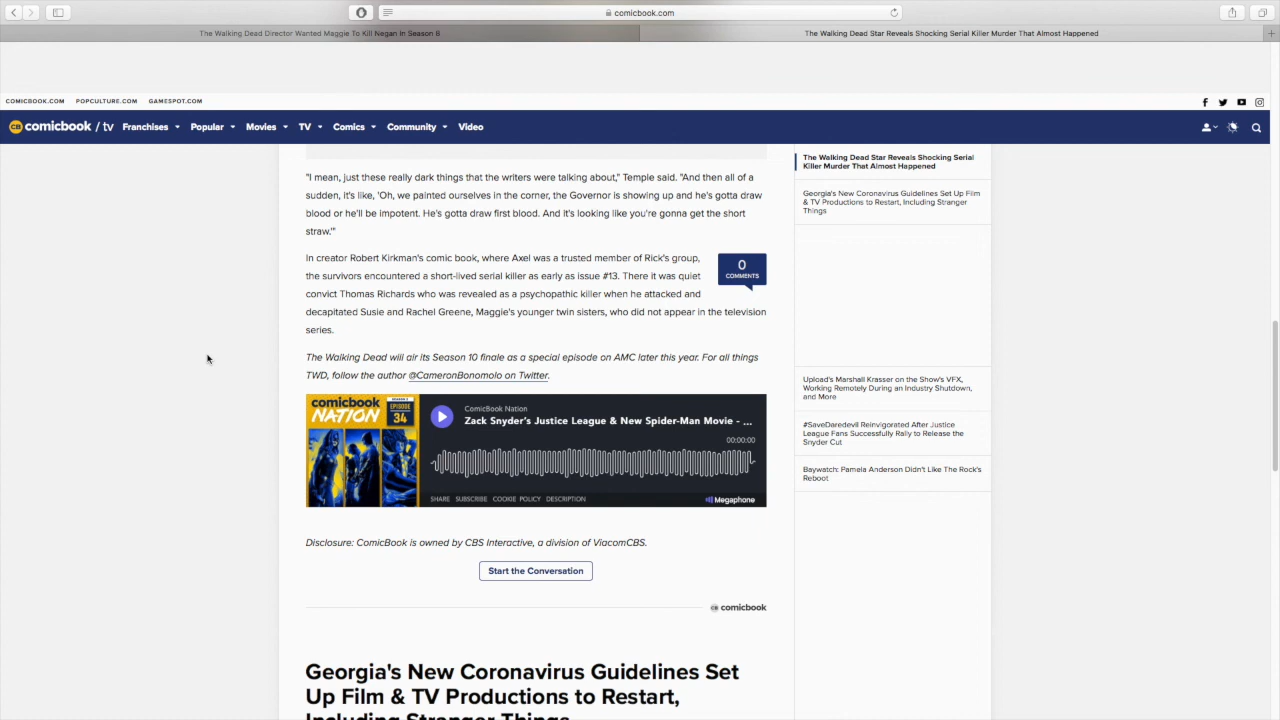 comicbook.com
The Walking Dead Director Wanted Maggie To Kill Negan In Season 8
The Walking Dead Star Reveals Shocking Serial Killer Murder That Almost Happened
COMICBOOK.COM POPCULTURE.COM GAMESPOT.COM
CB comicbook / tv Franchises Popular Movies TV Comics Community Video
"I mean, just these really dark things that the writers were talking about," Temple said. "And then all of a
sudden, it's like, 'Oh, we painted ourselves in the corner, the Governor is showing up and he's gotta draw
blood or he'll be impotent. He's gotta draw first blood. And it's looking like you're gonna get the short
straw.'"
In creator Robert Kirkman's comic book, where Axel was a trusted member of Rick's group,
the survivors encountered a short-lived serial killer as early as issue #13. There it was quiet
convict Thomas Richards who was revealed as a psychopathic killer when he attacked and
decapitated Susie and Rachel Greene, Maggie's younger twin sisters, who did not appear in the television
series.
0
COMMENTS
The Walking Dead will air its Season 10 finale as a special episode on AMC later this year. For all things
TWD, follow the author @CameronBonomolo on Twitter.
comicbook
NATION
EPISODE
34
ComicBook Nation
Zack Snyder's Justice League & New Spider-Man Movie - ...
00:00:00
SHARE SUBSCRIBE COOKIE POLICY DESCRIPTION
Megaphone
Disclosure: ComicBook is owned by CBS Interactive, a division of ViacomCBS.
Start the Conversation
CB comicbook
Georgia's New Coronavirus Guidelines Set
Up Film & TV Productions to Restart,
Including Stranger Things
The Walking Dead Star Reveals Shocking Serial
Killer Murder That Almost Happened
Georgia's New Coronavirus Guidelines Set Up Film
& TV Productions to Restart, Including Stranger
Things
Upload's Marshall Krasser on the Show's VFX,
Working Remotely During an Industry Shutdown,
and More
#SaveDaredevil Reinvigorated After Justice
League Fans Successfully Rally to Release the
Snyder Cut
Baywatch: Pamela Anderson Didn't Like The Rock's
Reboot